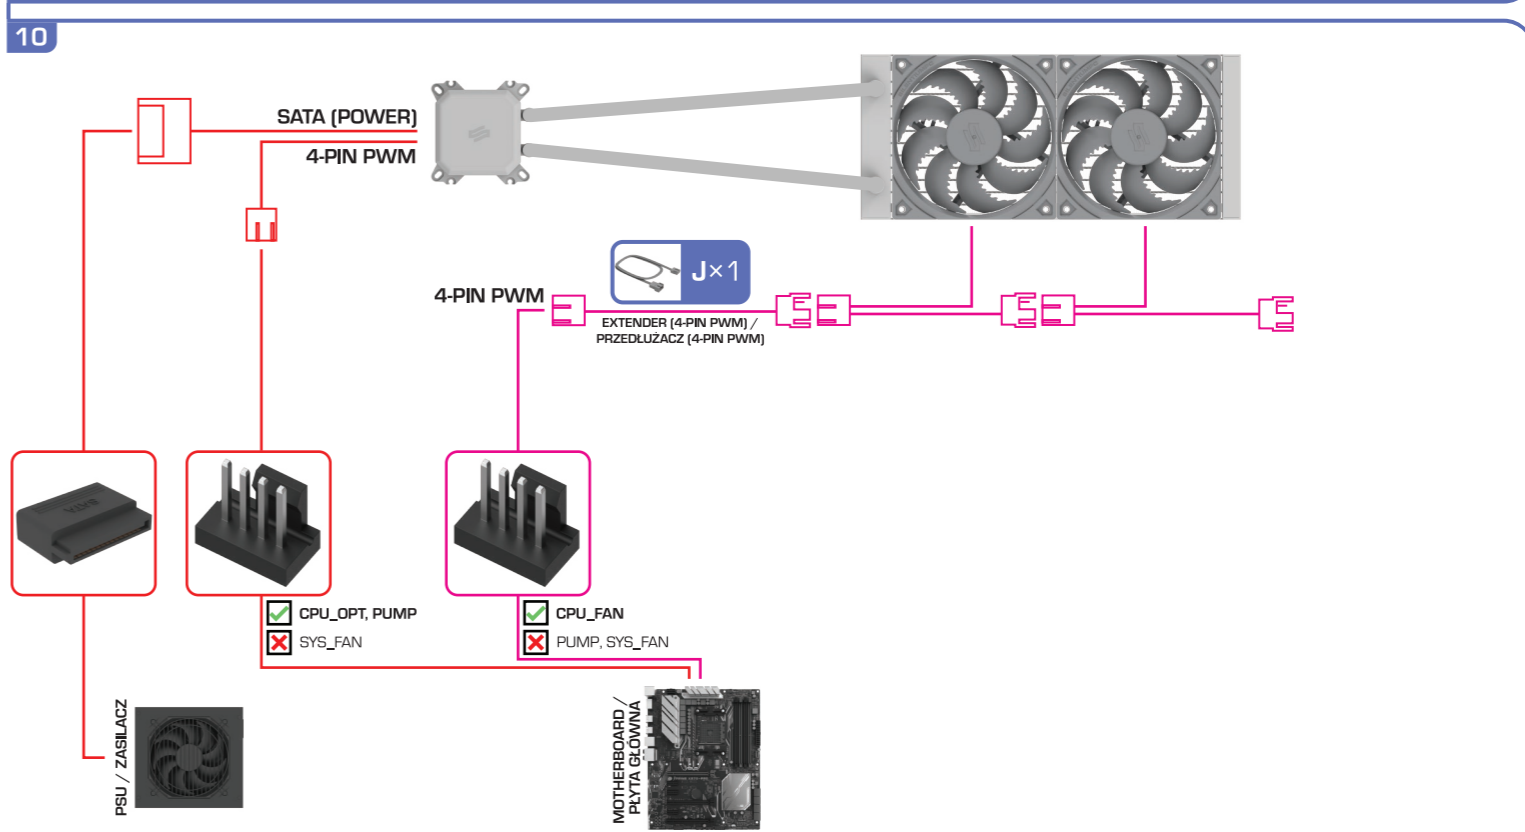 10
SATA (POWER)
4-PIN PWM
J×1
4-PIN PWM
EXTENDER (4-PIN PWM) /
PRZEDŁUŻACZ (4-PIN PWM)
SATA
CPU_OPT, PUMP
SYS_FAN
CPU_FAN
PUMP, SYS_FAN
PSU / ZASILACZ
MOTHERBOARD /
PŁYTA GŁÓWNA